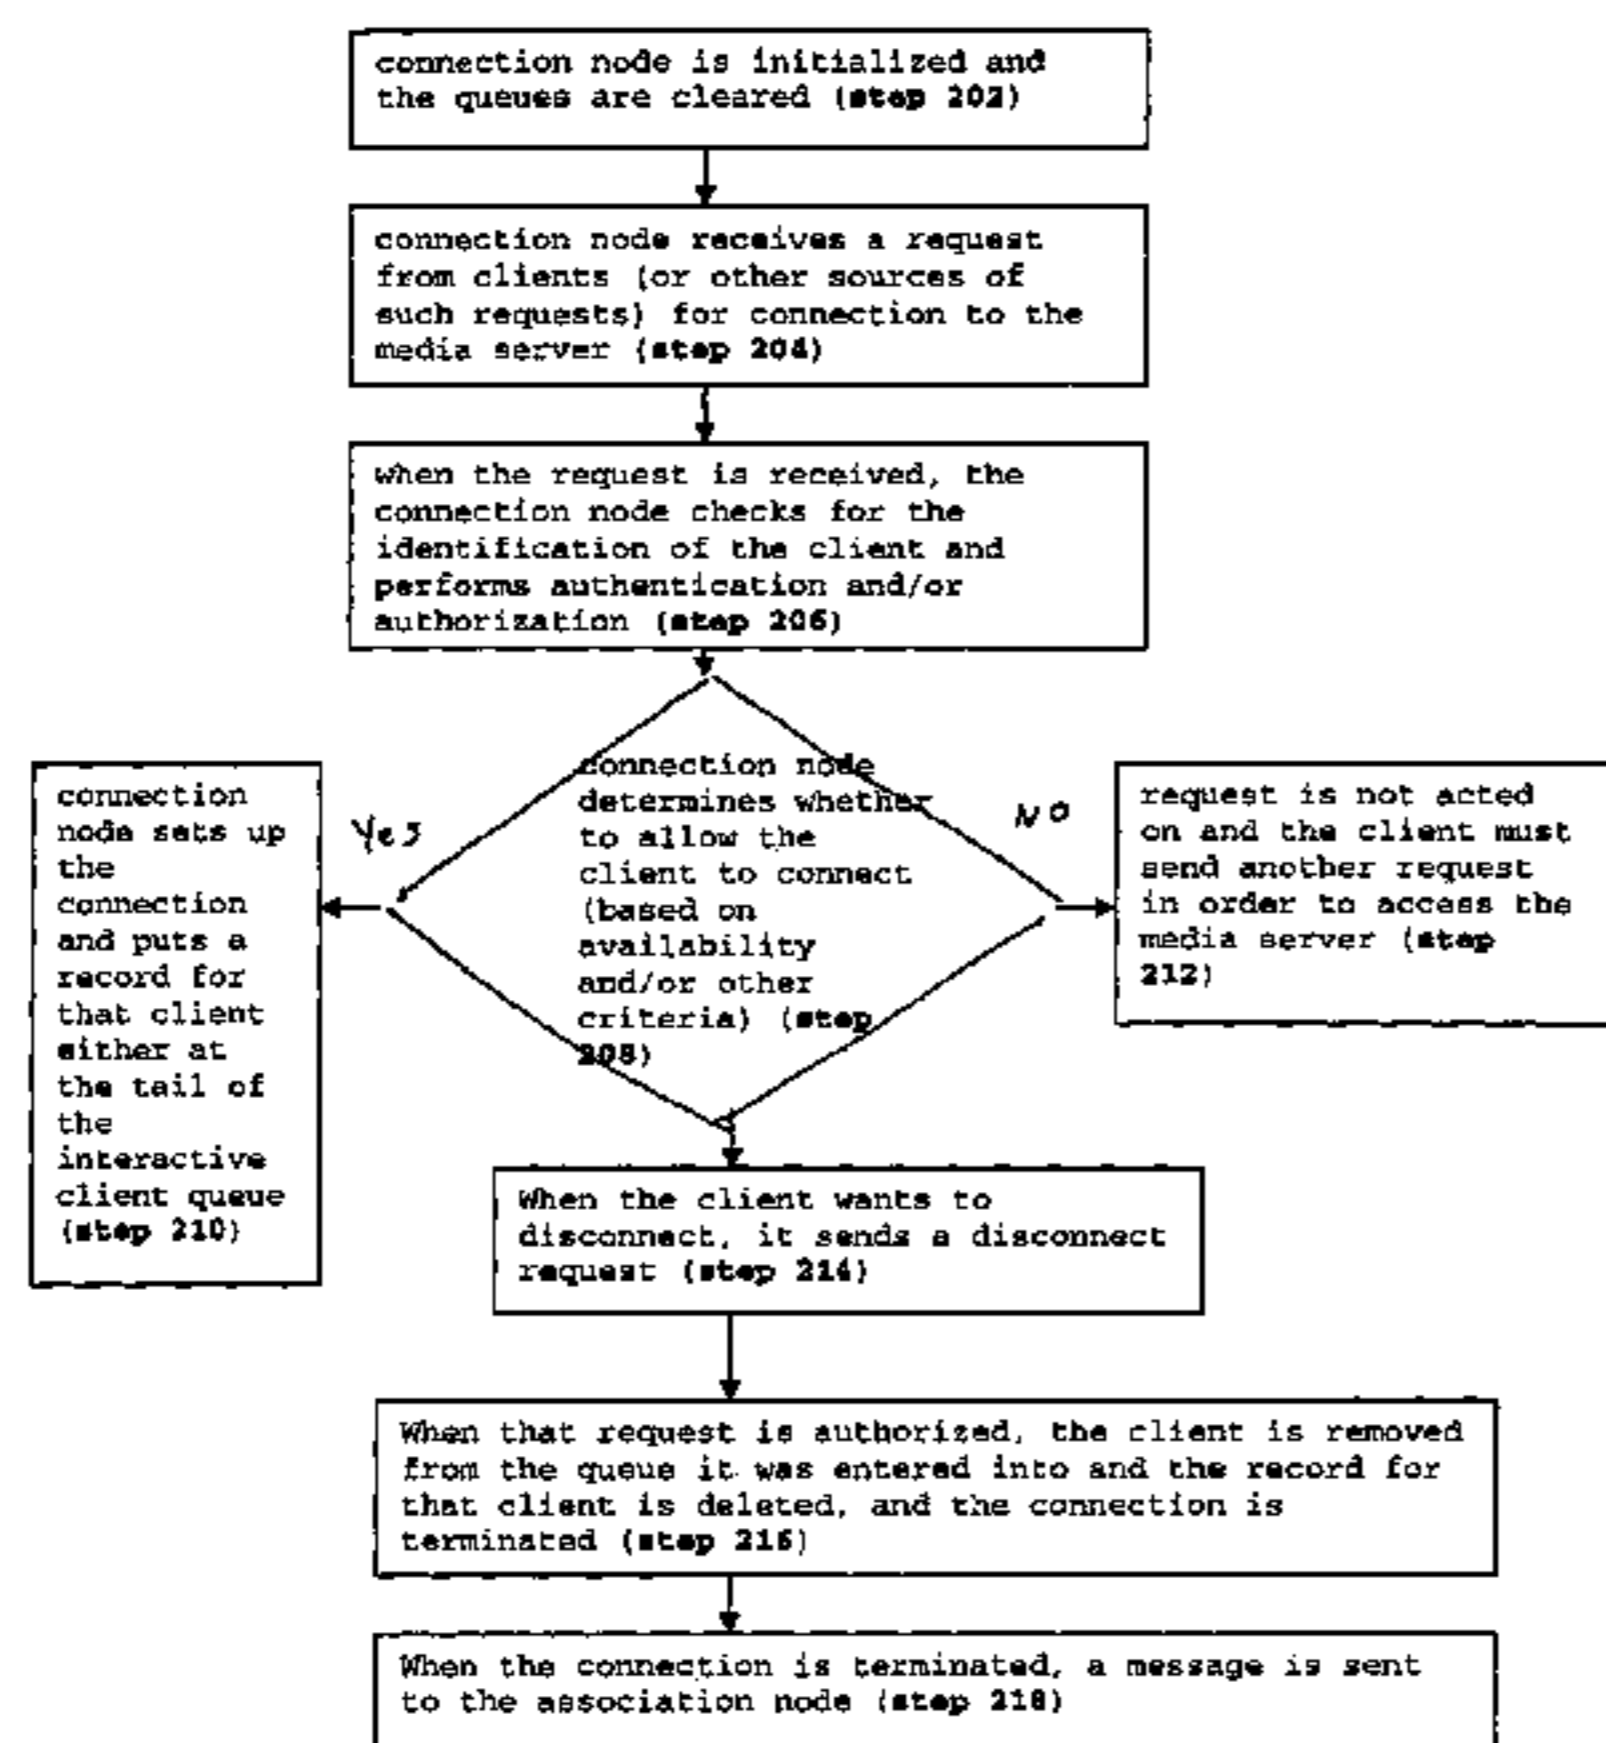 connection node is initialized and
the queues are cleared (step 202)
connection node receives a request
from clients (or other sources of
such requests) for connection to the
media server (step 204)
when the request is received, the
connection node checks for the
identification of the client and
performs authentication and/or
authorization (step 206)
connection node
determines whether
to allow the
client to connect
(based on
availability
and/or other
criteria) (step
208)
Yes
connection
node sets up
the
connection
and puts a
record for
that client
either at
the tail of
the
interactive
client queue
(step 210)
NO
request is not acted
on and the client must
send another request
in order to access the
media server (step
212)
When the client wants to
disconnect, it sends a disconnect
request (step 214)
When that request is authorized, the client is removed
from the queue it was entered into and the record for
that client is deleted, and the connection is
terminated (step 216)
When the connection is terminated, a message is sent
to the association node (step 218)